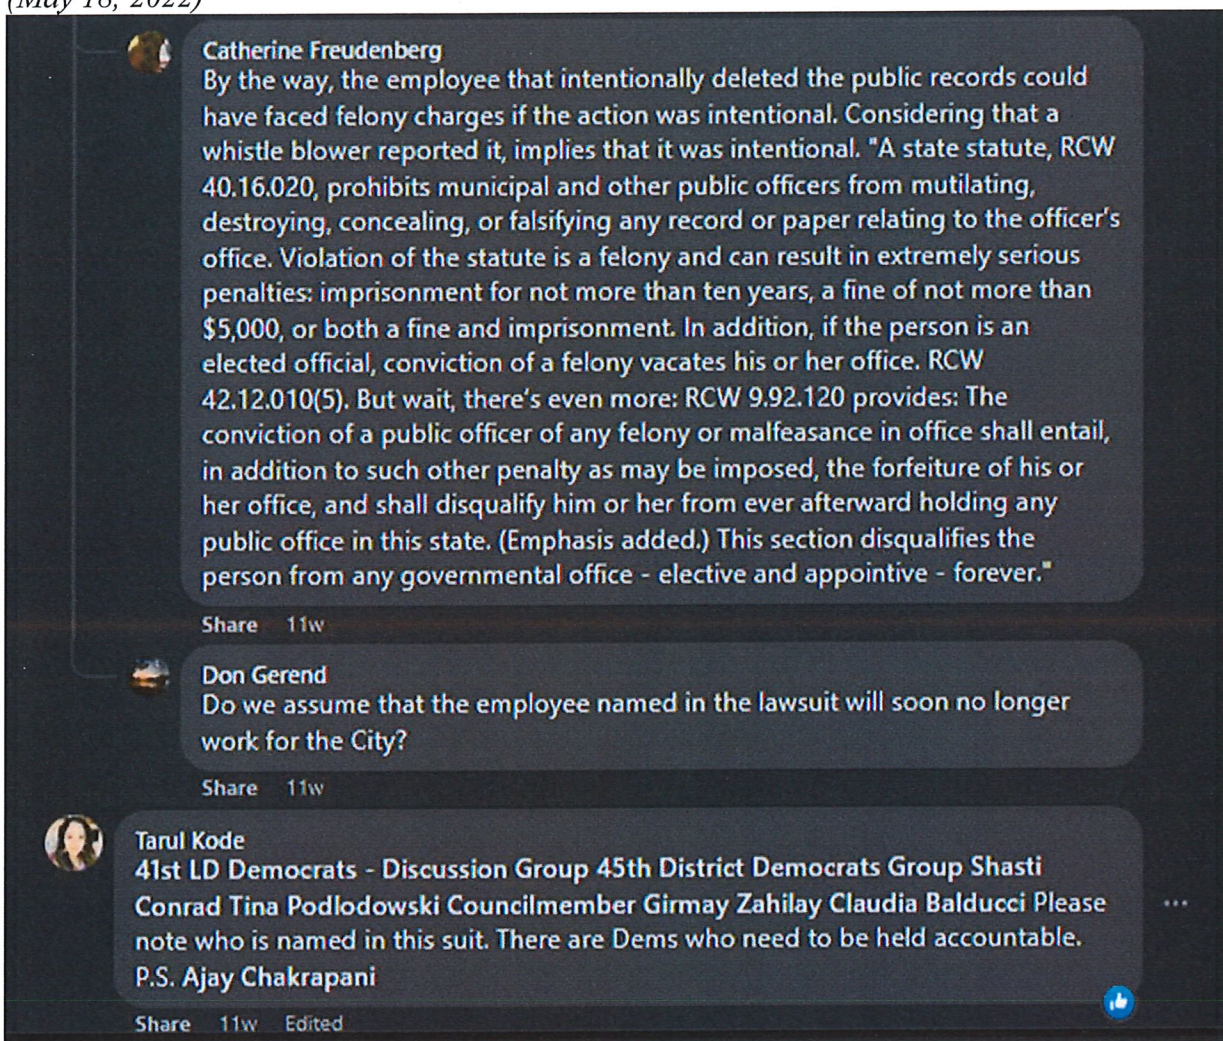 (May 18, 2022)
Catherine Freudenberg
By the way, the employee that intentionally deleted the public records could
have faced felony charges if the action was intentional. Considering that a
whistle blower reported it, implies that it was intentional. "A state statute, RCW
40.16.020, prohibits municipal and other public officers from mutilating,
destroying, concealing, or falsifying any record or paper relating to the officer's
office. Violation of the statute is a felony and can result in extremely serious
penalties: imprisonment for not more than ten years, a fine of not more than
$5,000, or both a fine and imprisonment. In addition, if the person is an
elected official, conviction of a felony vacates his or her office. RCW
42.12.010(5). But wait, there's even more: RCW 9.92.120 provides: The
conviction of a public officer of any felony or malfeasance in office shall entail,
in addition to such other penalty as may be imposed, the forfeiture of his or
her office, and shall disqualify him or her from ever afterward holding any
public office in this state. (Emphasis added.) This section disqualifies the
person from any governmental office - elective and appointive - forever."
Share 11w
Don Gerend
Do we assume that the employee named in the lawsuit will soon no longer
work for the City?
Share 11w
Tarul Kode
41st LD Democrats - Discussion Group 45th District Democrats Group Shasti
Conrad Tina Podlodowski Councilmember Girmay Zahilay Claudia Balducci Please
note who is named in this suit. There are Dems who need to be held accountable.
P.S. Ajay Chakrapani
Share 11w Edited